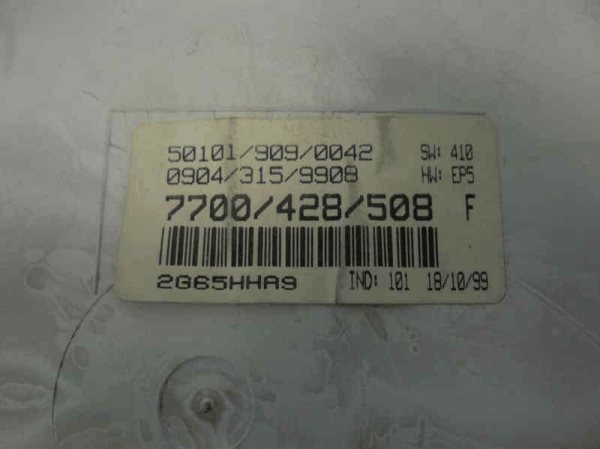 50101/909/0042 SW: 410
0904/315/9908 HW: EP5
7700/428/508 F
2G65HHA9 IND: 101 18/10/99